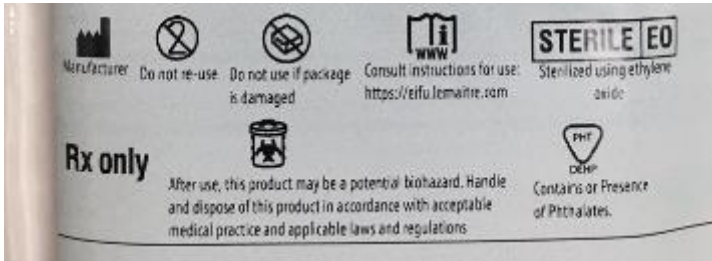 WWW
STERILE EO
Manufacturer
Do not re-use
Do not use if package
is damaged
Consult instructions for use:
https://eifu.lemaitre.com
Sterilized using ethylene
oxide
Rx only
After use, this product may be a potential biohazard. Handle
and dispose of this product in accordance with acceptable
medical practice and applicable laws and regulations
PHT
DEHP
Contains or Presence
of Phthalates.